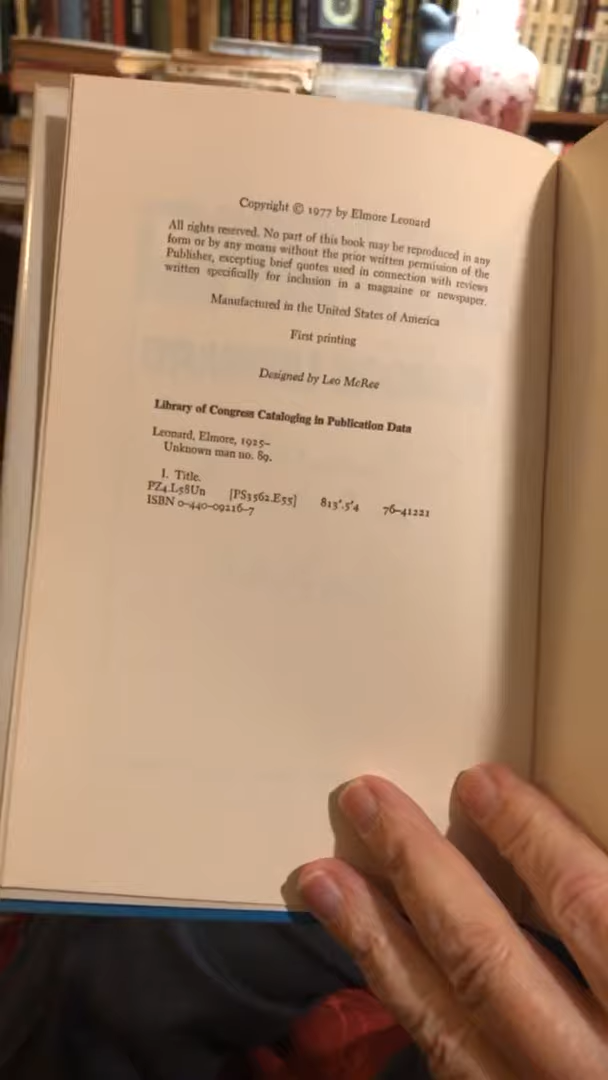 Copyright © 1977 by Elmore Leonard
All rights reserved. No part of this book may be reproduced in any
form or by any means without the prior written permission of the
Publisher, excepting brief quotes used in connection with reviews
written specifically for inclusion in a magazine or newspaper.
Manufactured in the United States of America
First printing
Designed by Leo McRee
Library of Congress Cataloging in Publication Data
Leonard, Elmore, 1925–
Unknown man no. 89.
I. Title.
PZ4.L58Un [PS3562.E55] 813'.5'4 76–41221
ISBN 0–440–09216–7